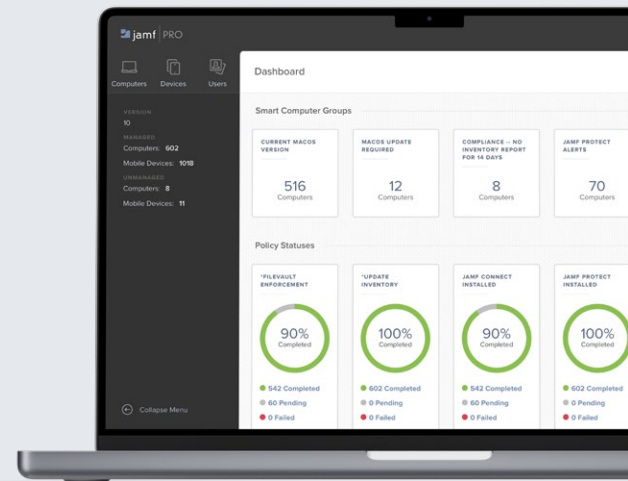 jamf PRO
Computers Devices Users
VERSION
10
MANAGED
Computers: 602
Mobile Devices: 1018
UNMANAGED
Computers: 8
Mobile Devices: 11
Collapse Menu
Dashboard
Smart Computer Groups
CURRENT MACOS
VERSION
516
Computers
MACOS UPDATE
REQUIRED
12
Computers
COMPLIANCE – NO
INVENTORY REPORT
FOR 14 DAYS
8
Computers
JAMF PROTECT
ALERTS
70
Computers
Policy Statuses
*FILEVAULT
ENFORCEMENT
90%
Completed
542 Completed
60 Pending
0 Failed
*UPDATE
INVENTORY
100%
Completed
602 Completed
0 Pending
0 Failed
JAMF CONNECT
INSTALLED
90%
Completed
542 Completed
60 Pending
0 Failed
JAMF PROTECT
INSTALLED
100%
Completed
602 Completed
0 Pending
0 Failed